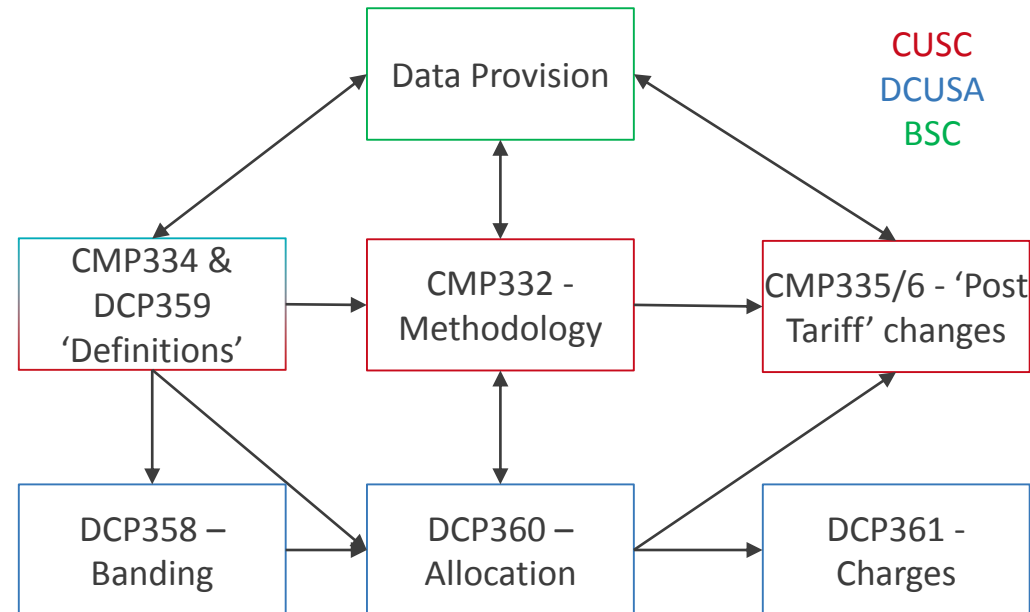 Data Provision
CUSC
DCUSA
BSC
CMP334 &
DCP359
‘Definitions’
CMP332 -
Methodology
CMP335/6 - ‘Post
Tariff’ changes
DCP358 –
Banding
DCP360 –
Allocation
DCP361 -
Charges